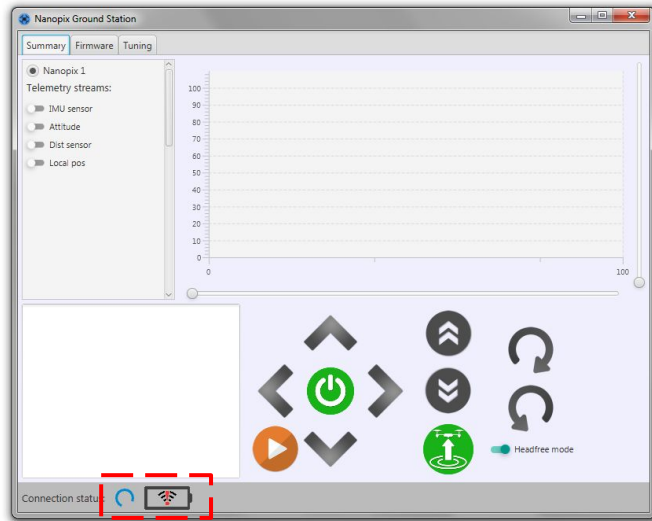 Nanopix Ground Station
Summary Firmware Tuning
Nanopix 1
Telemetry streams:
IMU sensor
Attitude
Dist sensor
Local pos
100
90
80
70
60
50
40
30
20
10
0
0 100
Headfree mode
Connection status: